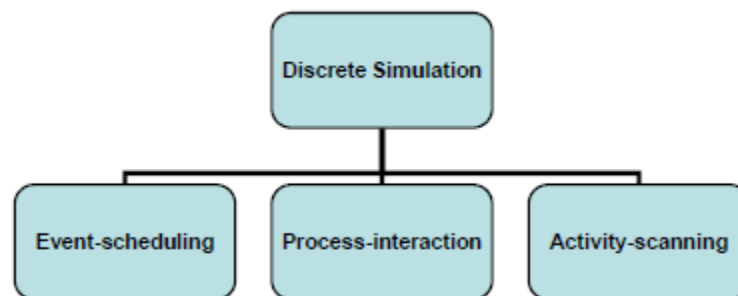 Discrete Simulation
Event-scheduling
Process-interaction
Activity-scanning